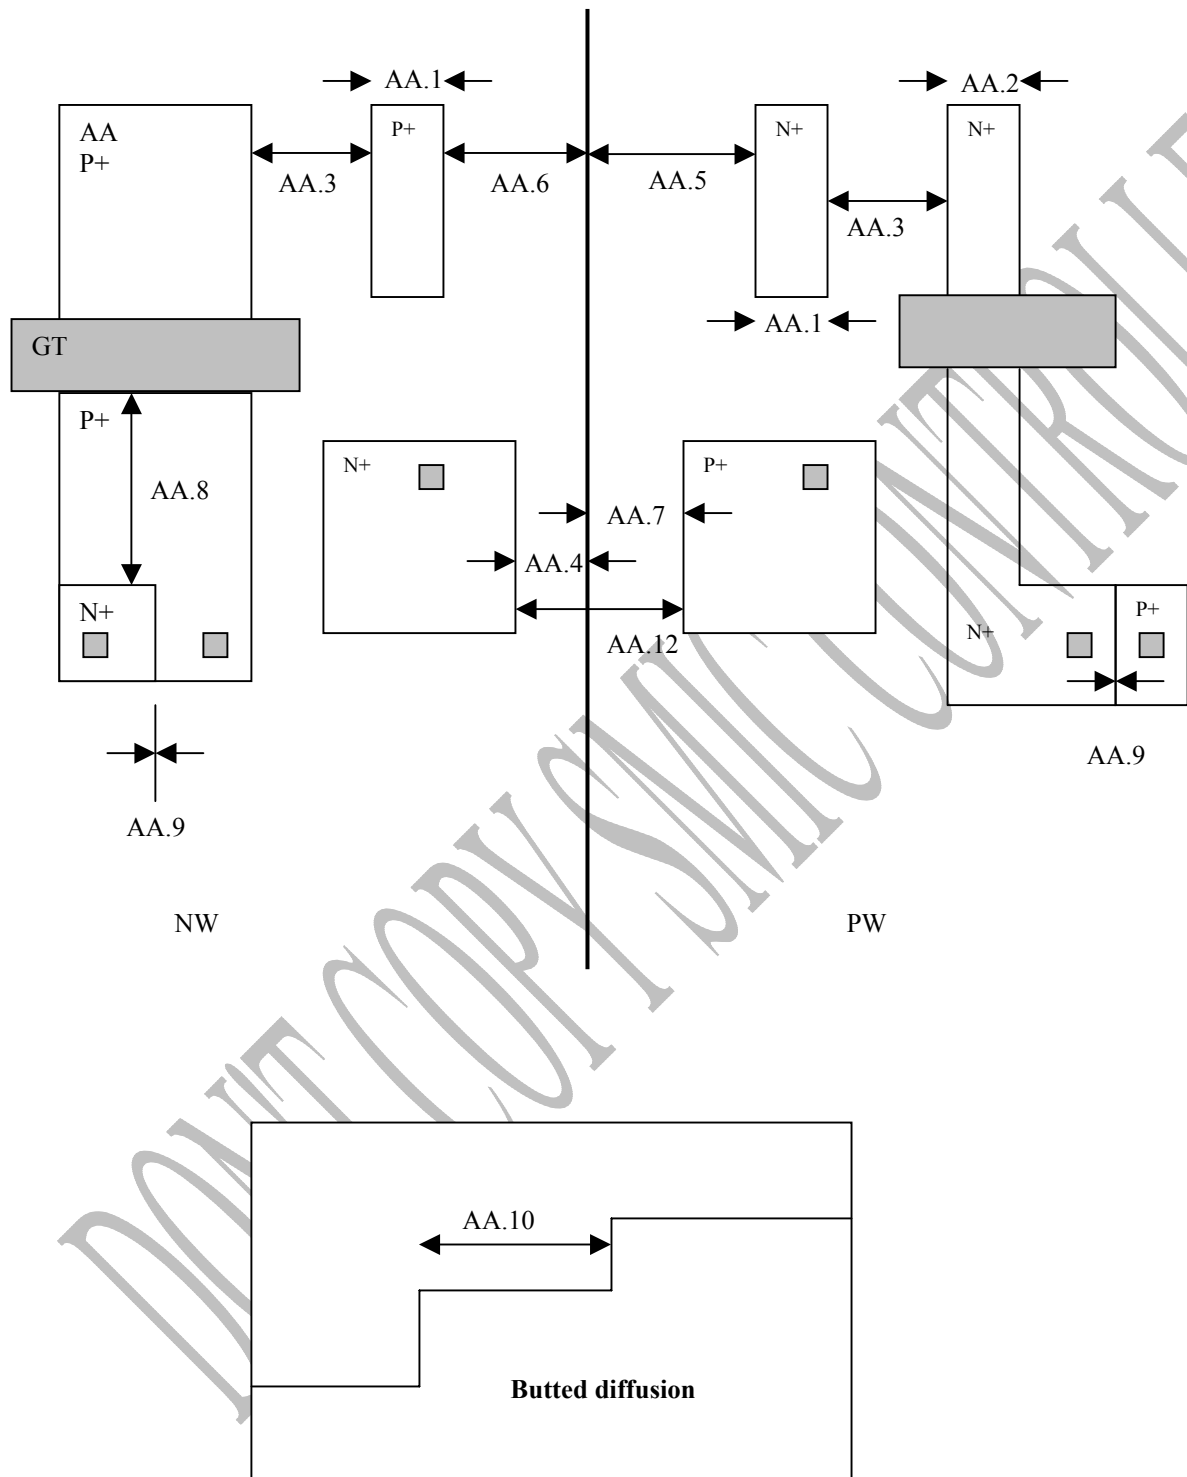 AA.1
AA.2
AA
P+
P+
N+
N+
AA.3
AA.6
AA.5
AA.3
AA.1
GT
P+
N+
P+
AA.8
AA.7
AA.4
N+
P+
N+
AA.12
AA.9
AA.9
NW
PW
AA.10
Butted diffusion
DON'T COPY SMIC CONTROLLE